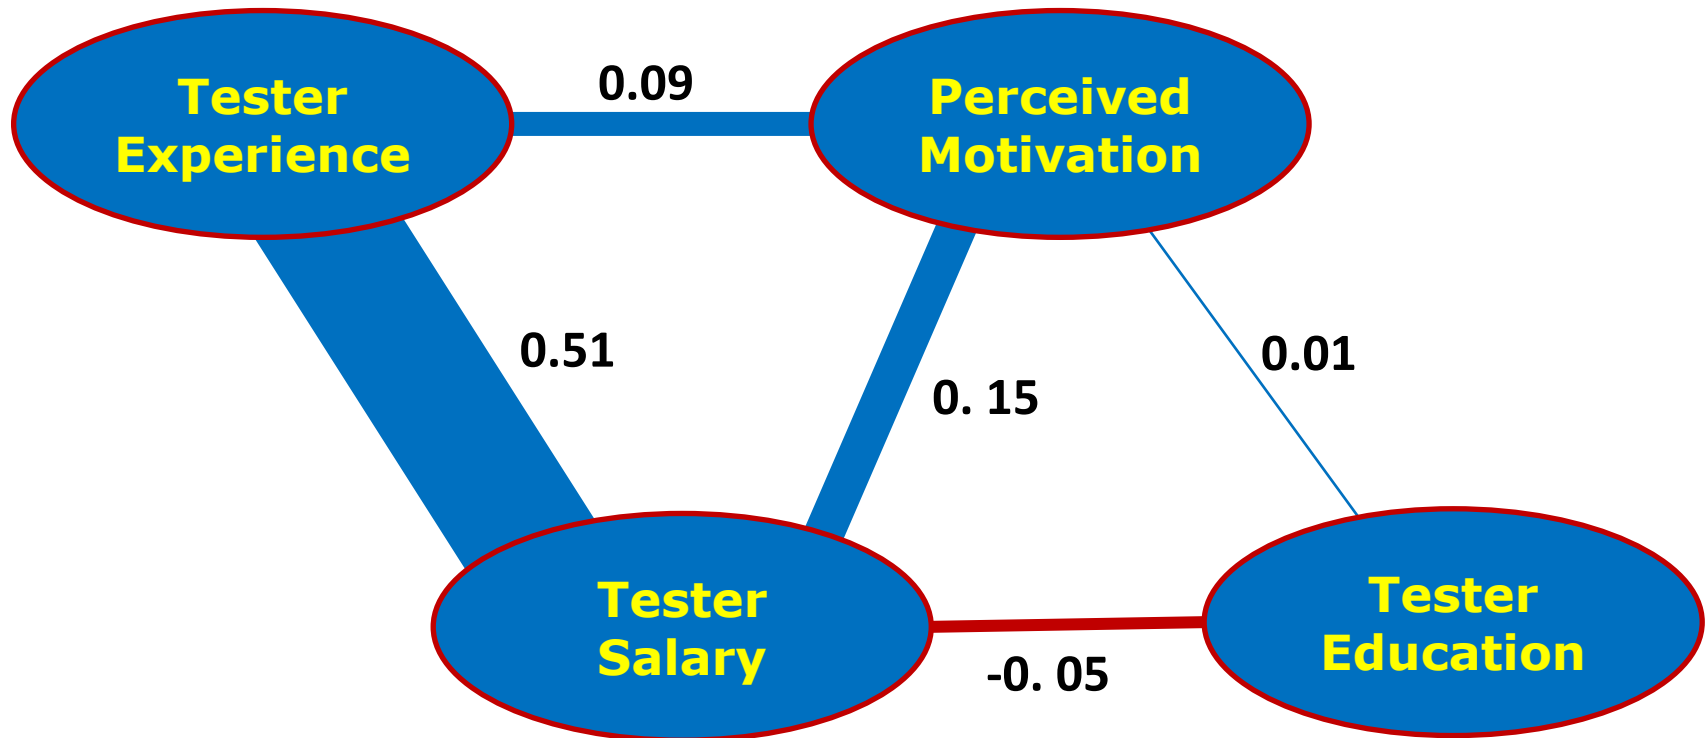 Tester
Experience
0.09
Perceived
Motivation
0.51
0. 15
0.01
Tester
Salary
-0. 05
Tester
Education